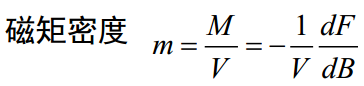 磁矩密度 m = M/V = -1/V dF/dB